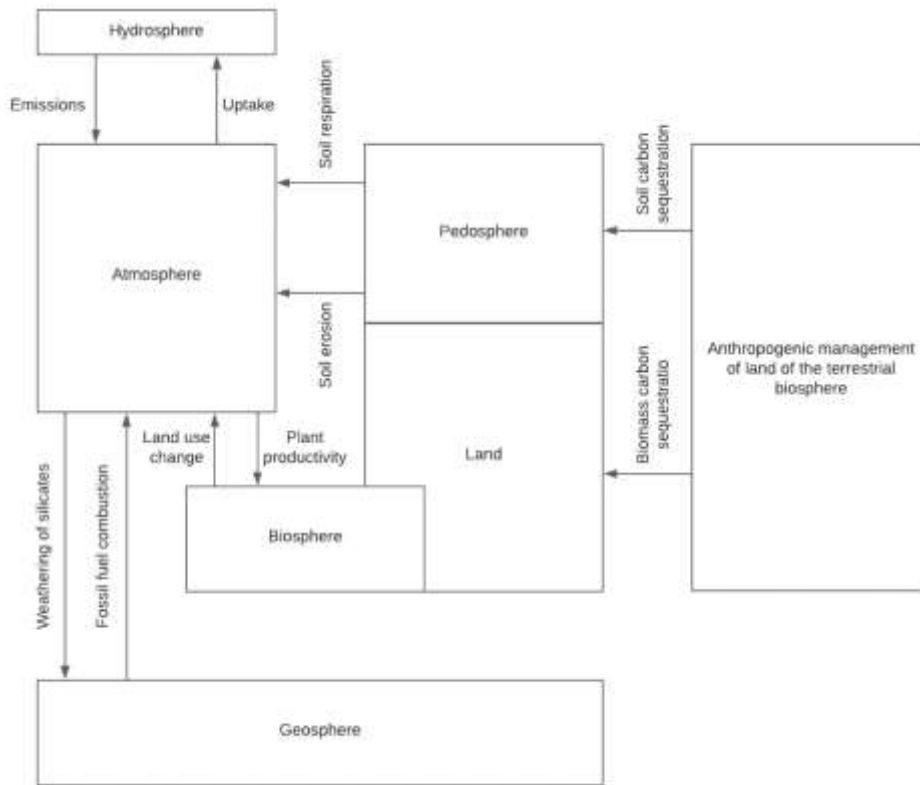 Hydrosphere
Emissions
Uptake
Soil respiration
Soil carbon
sequestration
Pedosphere
Atmosphere
Soil erosion
Anthropogenic management
of land of the terrestrial
biosphere
Biomass carbon
sequestratio
Land use
change
Plant
productivity
Land
Weathering of silicates
Fossil fuel combustion
Biosphere
Geosphere